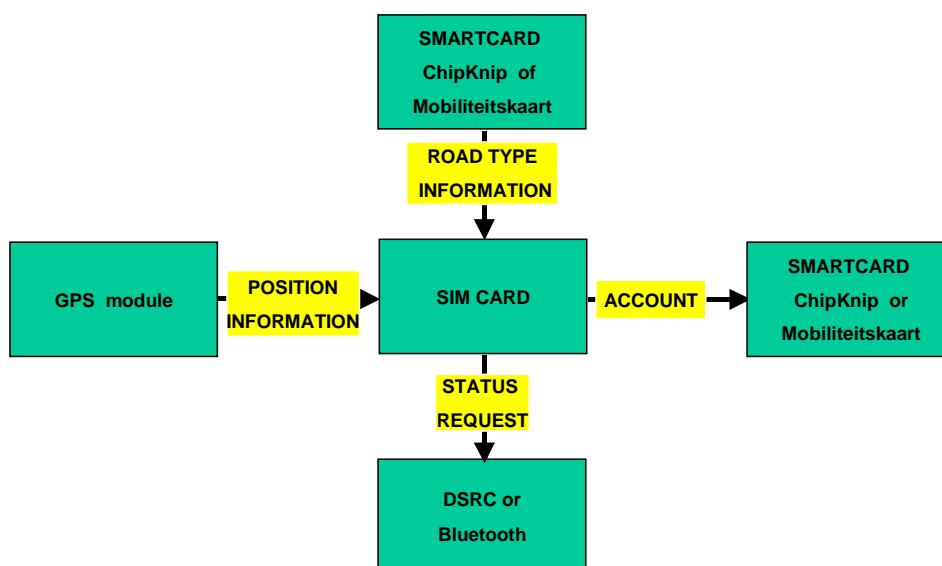 SMARTCARD
ChipKnip of
Mobiliteitskaart
ROAD TYPE
INFORMATION
GPS module
POSITION
INFORMATION
SIM CARD
ACCOUNT
SMARTCARD
ChipKnip or
Mobiliteitskaart
STATUS
REQUEST
DSRC or
Bluetooth